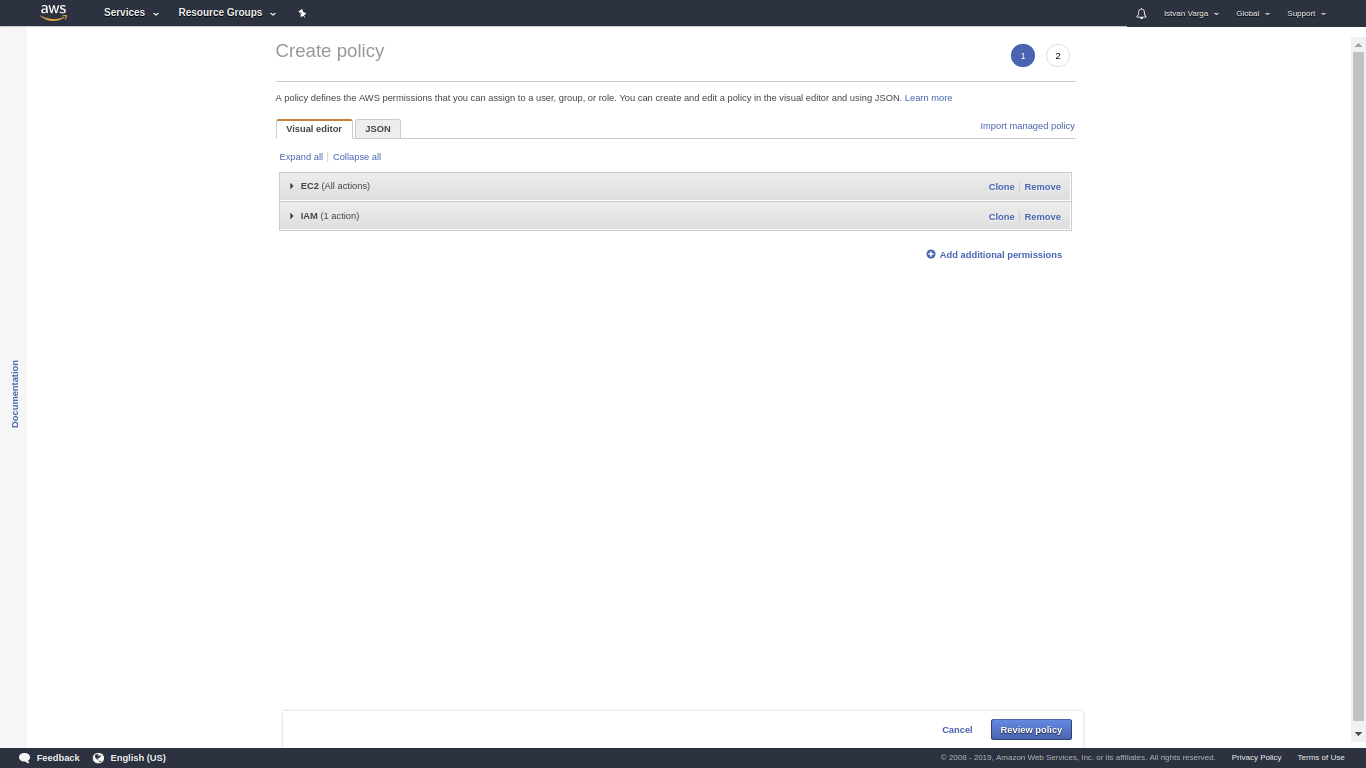 aws Services Resource Groups Istvan Varga Global Support
Create policy 1 2
A policy defines the AWS permissions that you can assign to a user, group, or role. You can create and edit a policy in the visual editor and using JSON. Learn more
Visual editor JSON Import managed policy
Expand all Collapse all
EC2 (All actions) Clone Remove
IAM (1 action) Clone Remove
Add additional permissions
Documentation
Cancel Review policy
Feedback English (US) © 2008 - 2019, Amazon Web Services, Inc. or its affiliates. All rights reserved. Privacy Policy Terms of Use